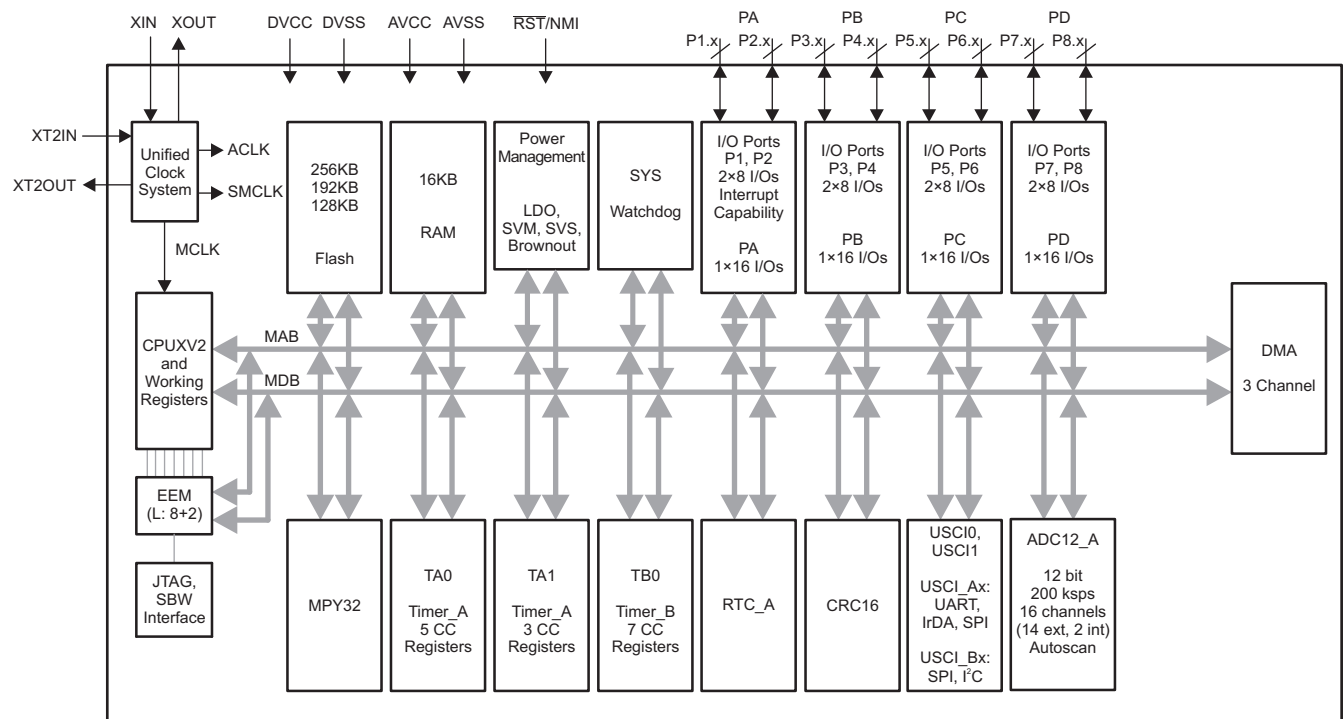 XIN XOUT DVCC DVSS AVCC AVSS RST/NMI
PA PB PC PD
P1.x P2.x P3.x P4.x P5.x P6.x P7.x P8.x
XT2IN
XT2OUT
Unified
Clock
System
ACLK
SMCLK
MCLK
256KB
192KB
128KB
Flash
16KB
RAM
Power
Management
LDO,
SVM, SVS,
Brownout
SYS
Watchdog
I/O Ports
P1, P2
2×8 I/Os
Interrupt
Capability
PA
1×16 I/Os
I/O Ports
P3, P4
2×8 I/Os
PB
1×16 I/Os
I/O Ports
P5, P6
2×8 I/Os
PC
1×16 I/Os
I/O Ports
P7, P8
2×8 I/Os
PD
1×16 I/Os
CPUXV2
and
Working
Registers
MAB
MDB
DMA
3 Channel
EEM
(L: 8+2)
JTAG,
SBW
Interface
MPY32
TA0
Timer_A
5 CC
Registers
TA1
Timer_A
3 CC
Registers
TB0
Timer_B
7 CC
Registers
RTC_A
CRC16
USCI0,
USCI1
USCI_Ax:
UART,
IrDA, SPI
USCI_Bx:
SPI, I²C
ADC12_A
12 bit
200 ksps
16 channels
(14 ext, 2 int)
Autoscan